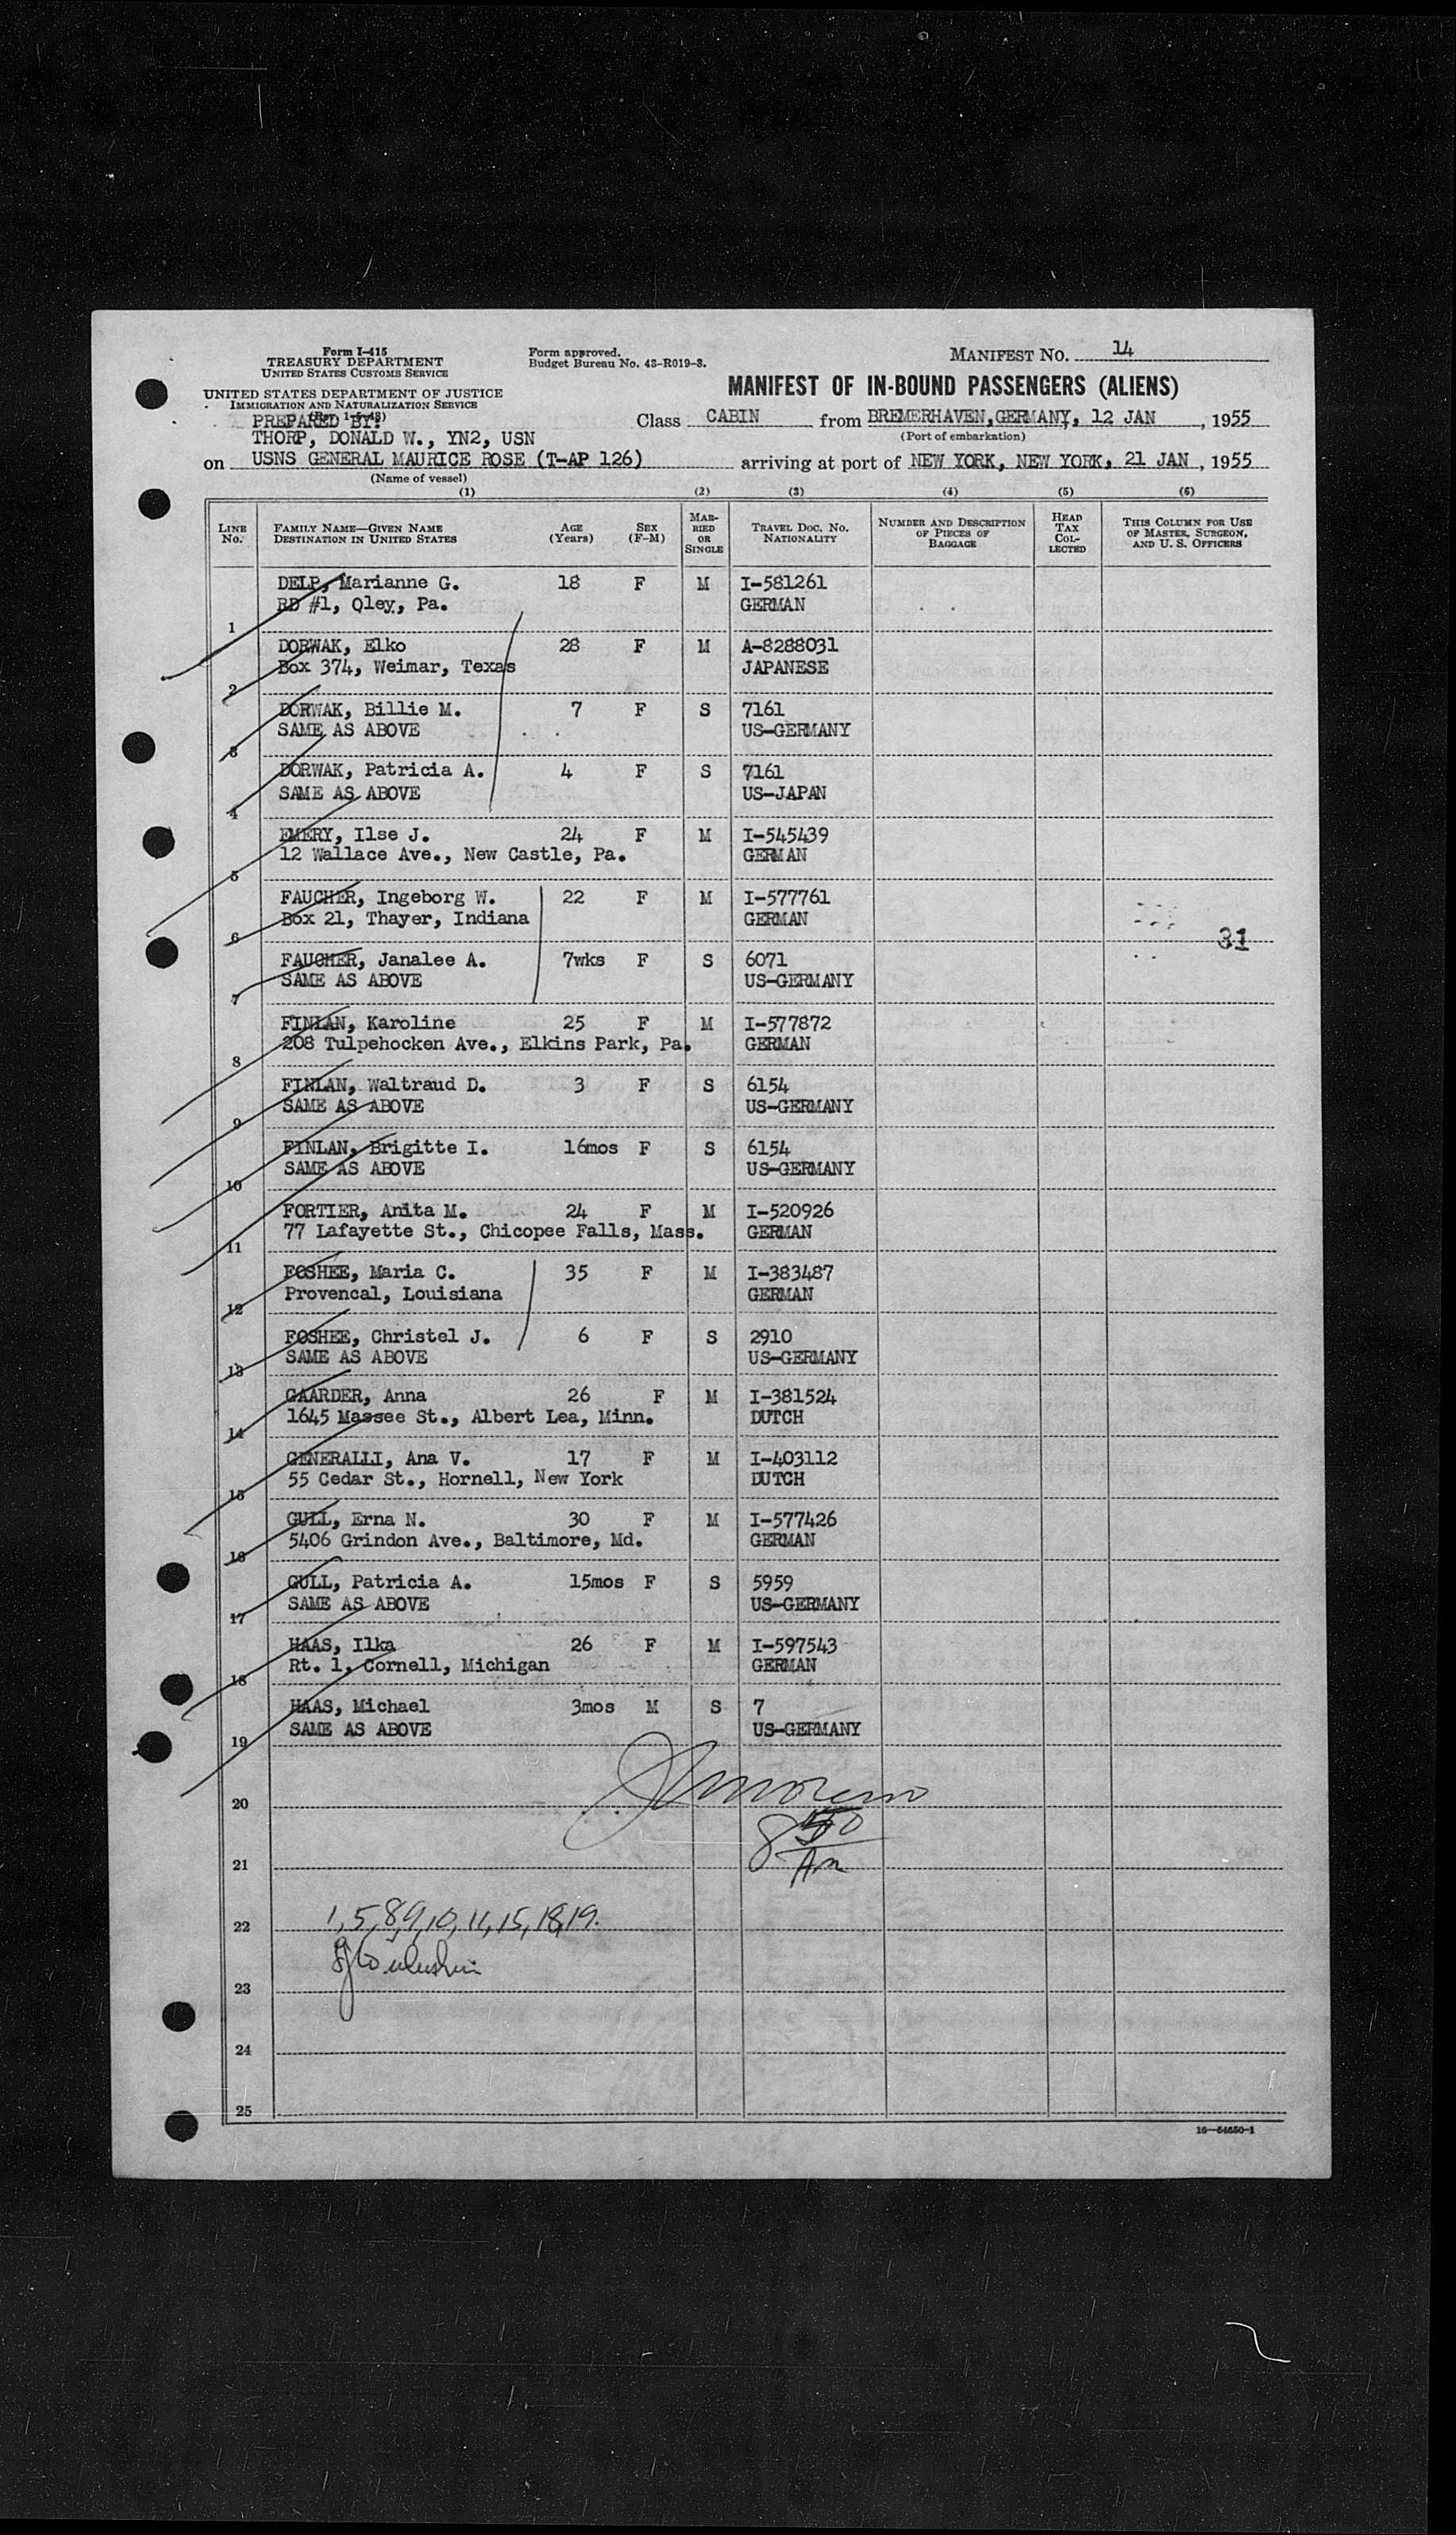 Form I-415
TREASURY DEPARTMENT
UNITED STATES CUSTOMS SERVICE
UNITED STATES DEPARTMENT OF JUSTICE
IMMIGRATION AND NATURALIZATION SERVICE
(Rev. 1-5-48)
Form approved.
Budget Bureau No. 43-R019-3.
MANIFEST NO. 14
MANIFEST OF IN-BOUND PASSENGERS (ALIENS)
PREPARED BY:
THORP, DONALD W., YN2, USN
Class CABIN from BREMERHAVEN,GERMANY, 12 JAN, 1955
(Port of embarkation)
on USNS GENERAL MAURICE ROSE (T-AP 126) arriving at port of NEW YORK, NEW YORK, 21 JAN, 1955
(Name of vessel)
(1) (2) (3) (4) (5) (6)
LINE NO. FAMILY NAME—GIVEN NAME DESTINATION IN UNITED STATES AGE (Years) SEX (F-M) MARRIED OR SINGLE TRAVEL DOC. NO. NATIONALITY NUMBER AND DESCRIPTION OF PIECES OF BAGGAGE HEAD TAX COLLECTED THIS COLUMN FOR USE OF MASTER, SURGEON, AND U. S. OFFICERS
DELP, Marianne G. 18 F M I-581261
1 RD #1, Qley, Pa. GERMAN
DORWAK, Elko 28 F M A-8288031
2 Box 374, Weimar, Texas JAPANESE
DORWAK, Billie M. 7 F S 7161
3 SAME AS ABOVE US-GERMANY
DORWAK, Patricia A. 4 F S 7161
4 SAME AS ABOVE US-JAPAN
EMERY, Ilse J. 24 F M I-545439
5 12 Wallace Ave., New Castle, Pa. GERMAN
FAUCHER, Ingeborg W. 22 F M I-577761
6 Box 21, Thayer, Indiana GERMAN
31
FAUCHER, Janalee A. 7wks F S 6071
7 SAME AS ABOVE US-GERMANY
FINLAN, Karoline 25 F M I-577872
8 208 Tulpehocken Ave., Elkins Park, Pa. GERMAN
FINLAN, Waltraud D. 3 F S 6154
9 SAME AS ABOVE US-GERMANY
FINLAN, Brigitte I. 16mos F S 6154
10 SAME AS ABOVE US-GERMANY
FORTIER, Anita M. 24 F M I-520926
11 77 Lafayette St., Chicopee Falls, Mass. GERMAN
FOSHEE, Maria C. 35 F M I-383487
12 Provencal, Louisiana GERMAN
FOSHEE, Christel J. 6 F S 2910
13 SAME AS ABOVE US-GERMANY
GAARDER, Anna 26 F M I-381524
14 1645 Massee St., Albert Lea, Minn. DUTCH
GENERALLI, Ana V. 17 F M I-403112
15 55 Cedar St., Hornell, New York DUTCH
GULL, Erna N. 30 F M I-577426
16 5406 Grindon Ave., Baltimore, Md. GERMAN
GULL, Patricia A. 15mos F S 5959
17 SAME AS ABOVE US-GERMANY
HAAS, Ilka 26 F M I-597543
18 Rt. 1, Cornell, Michigan GERMAN
HAAS, Michael 3mos M S 7
19 SAME AS ABOVE US-GERMANY
20
8 50 Am
21
22 1,5,8,9,10,11,15,18,19.
23
24
25
16—54650-1